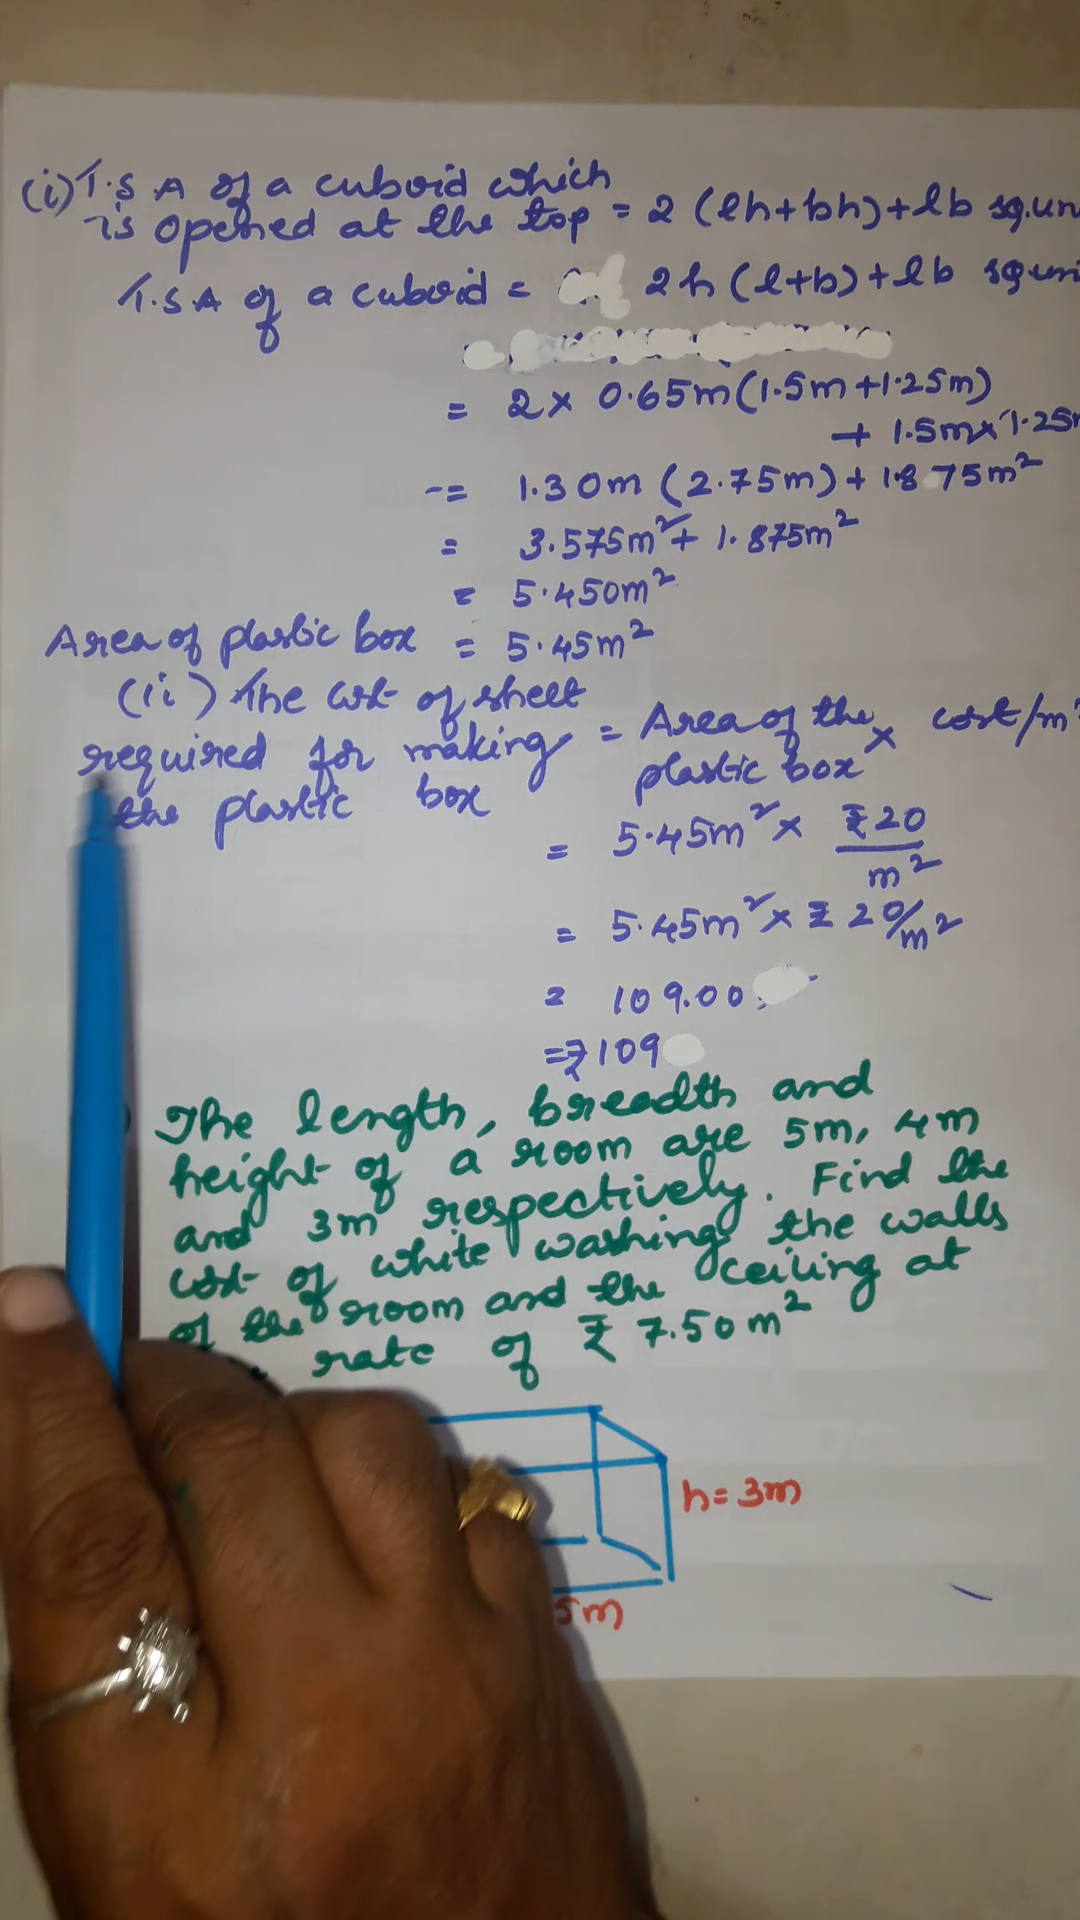 (i) T.S A of a cuboid which
is opened at the top = 2 (lh+bh)+lb sq.un
T.S.A of a cuboid = 2h (l+b)+lb sq uni
= 2× 0.65m(1.5m+1.25m)
+ 1.5m×1.25m
= 1.30m (2.75m)+1.875m²
= 3.575m²+ 1.875m²
= 5.450m²
Area of plastic box = 5.45m²
(ii) The cost of sheet
required for making
the plastic box
= Area of the plastic box × cost/m²
= 5.45m² × ₹20/m²
= 5.45m² × ₹ 20/m²
= 109.00
=₹109
The length, breadth and
height of a room are 5m, 4m
and 3m respectively. Find the
cost of white washing the walls
of the room and the ceiling at
rate of ₹ 7.50m²
h=3m
5m